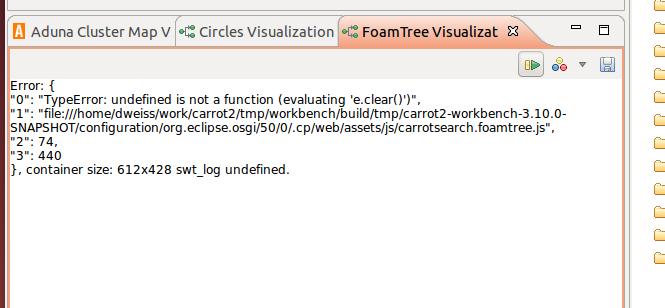 Aduna Cluster Map V
Circles Visualization
FoamTree Visualizat
Error: {
"0": "TypeError: undefined is not a function (evaluating 'e.clear()')",
"1": "file:///home/dweiss/work/carrot2/tmp/workbench/build/tmp/carrot2-workbench-3.10.0-
SNAPSHOT/configuration/org.eclipse.osgi/50/0/.cp/web/assets/js/carrotsearch.foamtree.js",
"2": 74,
"3": 440
}, container size: 612x428 swt_log undefined.